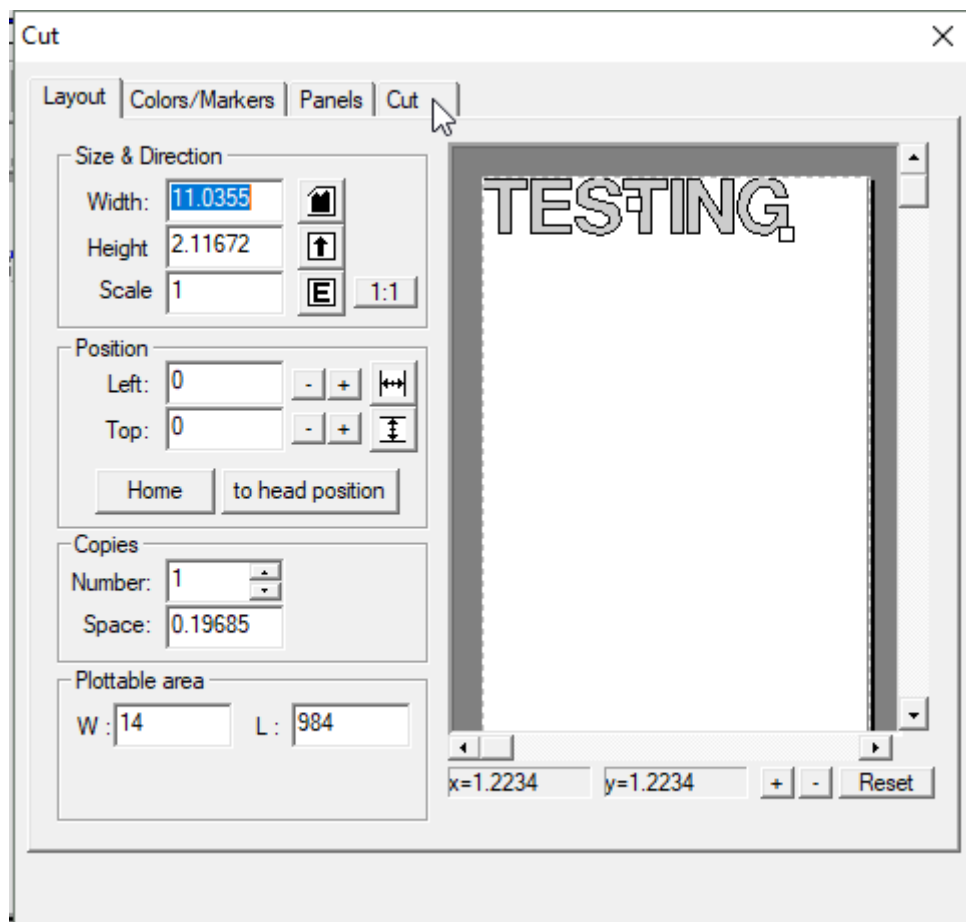 Cut
Layout Colors/Markers Panels Cut
Size & Direction
Width: 11.0355
Height 2.11672
Scale 1 E 1:1
Position
Left: 0 - +
Top: 0 - +
Home to head position
Copies
Number: 1
Space: 0.19685
Plottable area
W : 14 L : 984
TESTING
x=1.2234 y=1.2234 + - Reset